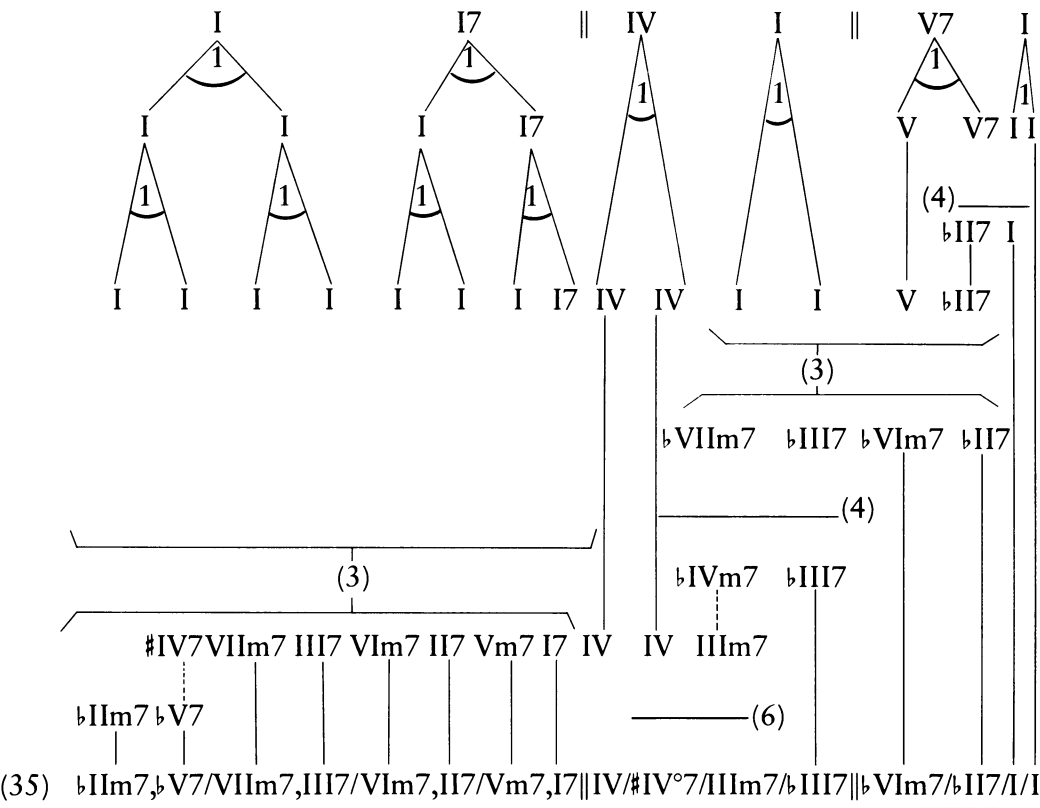 I I7 || IV I || V7 I
1 1 1 1
1 1
I I I I7 V V7 I I
1 1 1 1
(4)
♭II7 I
I I I I I I I I7 IV IV I I V ♭II7
(3)
♭VIIm7 ♭III7 ♭VIm7 ♭II7
(4)
(3) ♭IVm7 ♭III7
♯IV7 VIIm7 III7 VIm7 II7 Vm7 I7 IV IV IIIm7
♭IIm7 ♭V7 (6)
(35) ♭IIm7,♭V7/VIIm7,III7/VIm7,II7/Vm7,I7||IV/♯IV°7/IIIm7/♭III7||♭VIm7/♭II7/I/I